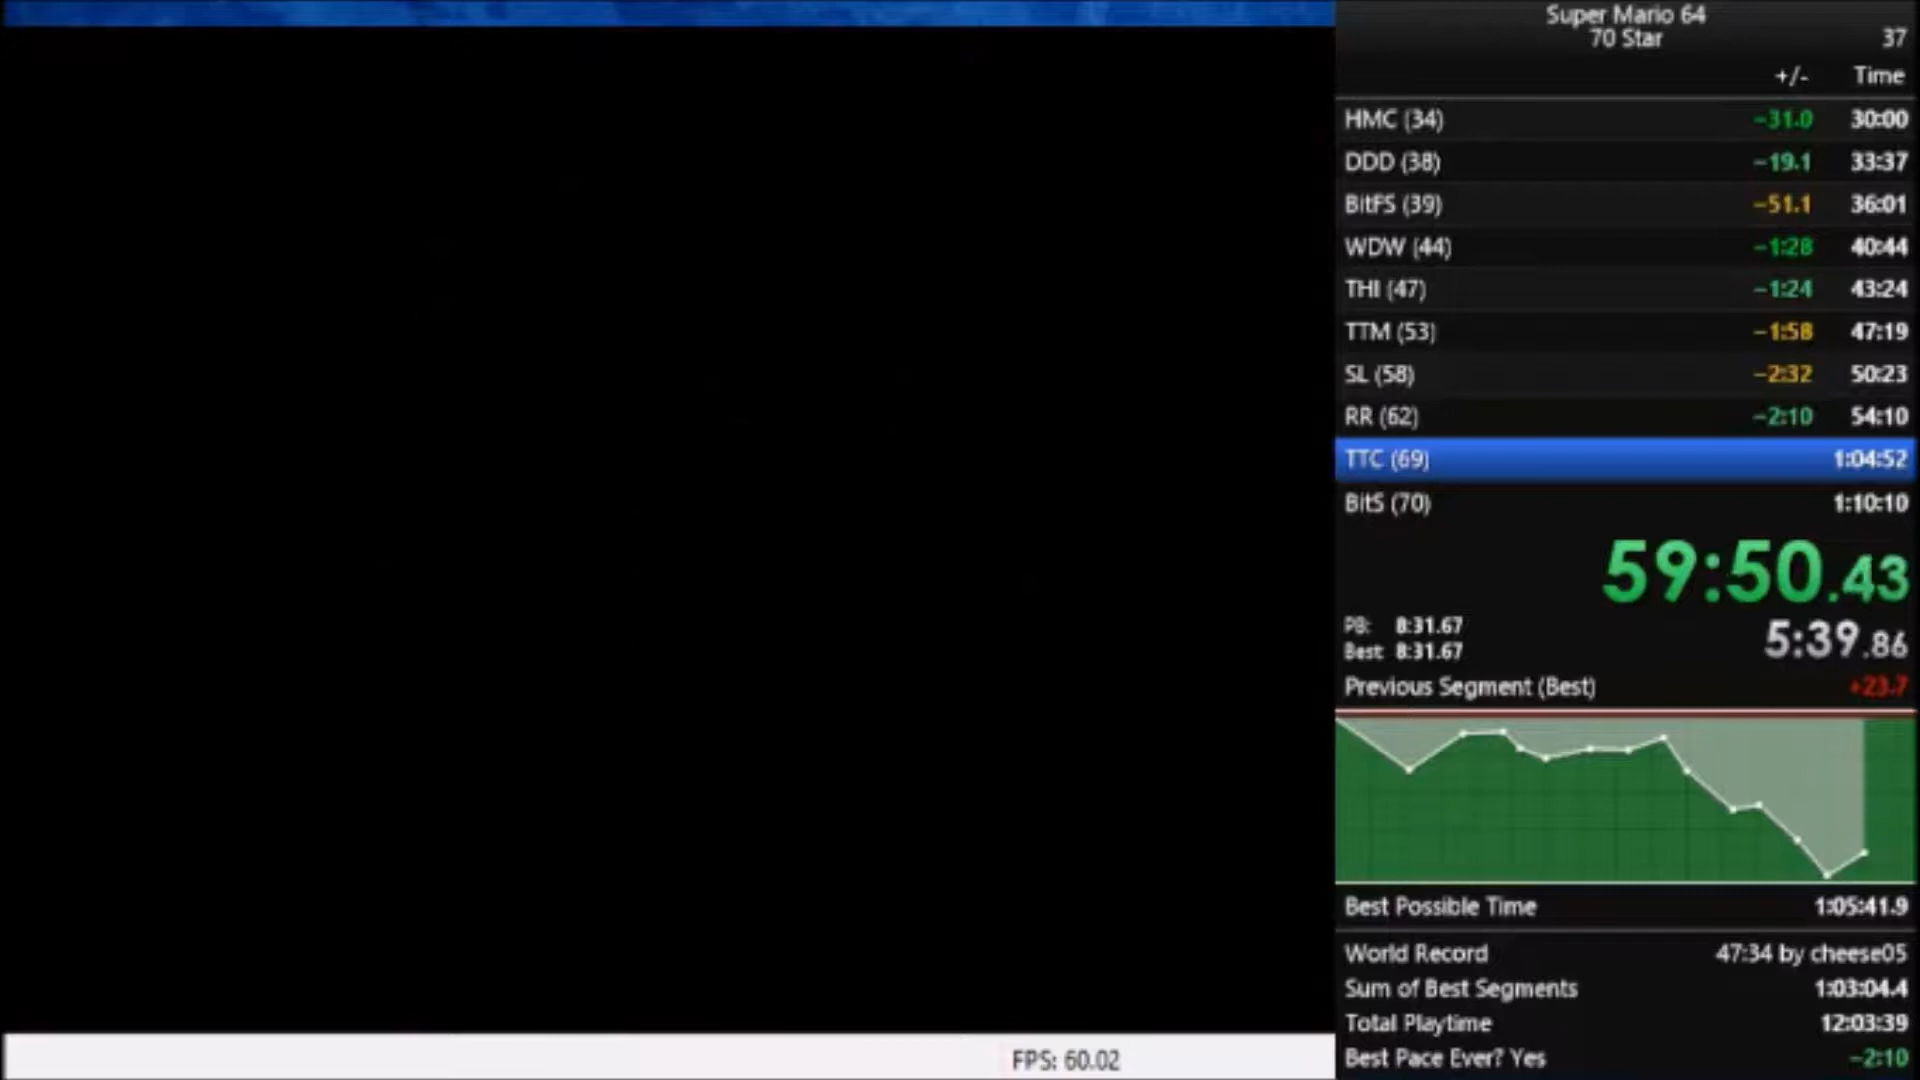 Super Mario 64
70 Star 37
+/- Time
HMC (34) -31.0 30:00
DDD (38) -19.1 33:37
BitFS (39) -51.1 36:01
WDW (44) -1:28 40:44
THI (47) -1:24 43:24
TTM (53) -1:58 47:19
SL (58) -2:32 50:23
RR (62) -2:10 54:10
TTC (69) 1:04:52
BitS (70) 1:10:10
59:50.43
PB: 8:31.67
5:39.86
Best: 8:31.67
Previous Segment (Best) +23.7
Best Possible Time 1:05:41.9
World Record 47:34 by cheese05
Sum of Best Segments 1:03:04.4
Total Playtime 12:03:39
Best Pace Ever? Yes -2:10
FPS: 60.02